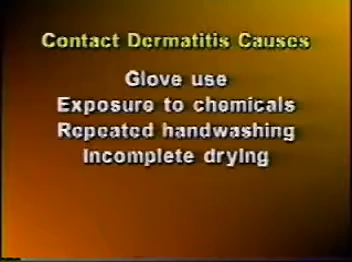 Contact Dermatitis Causes
Glove use
Exposure to chemicals
Repeated handwashing
Incomplete drying